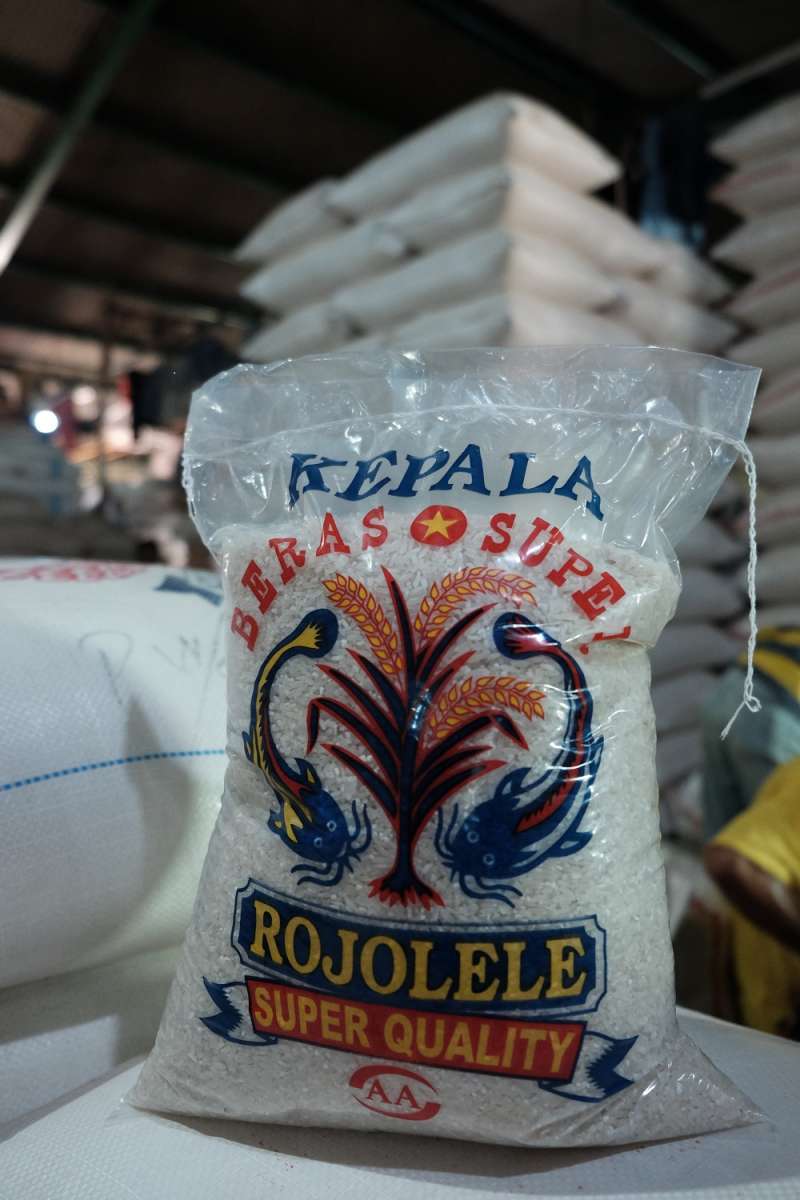 KEPALA
BERAS SUPER
ROJOLELE
SUPER QUALITY
AA